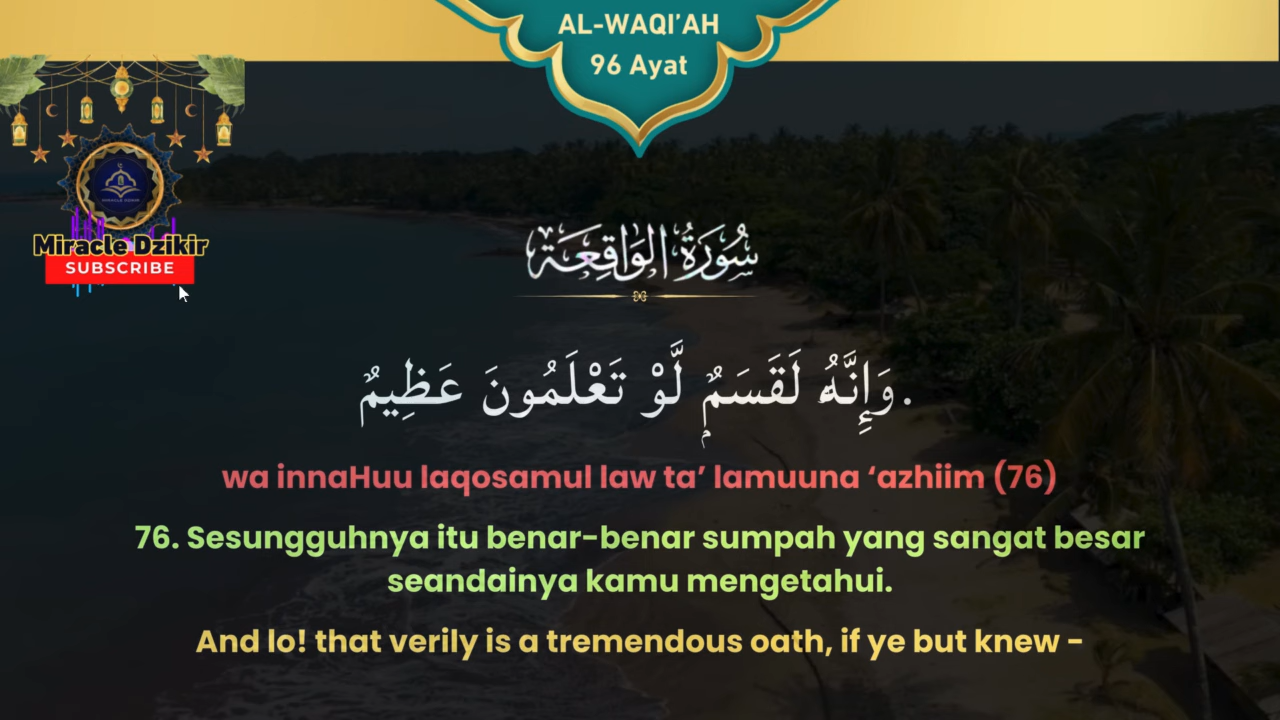 AL-WAQI’AH
96 Ayat
Miracle Dzikir
SUBSCRIBE
سُورَةُ الوَاقِعَة
وَإِنَّهُۥ لَقَسَمٌۭ لَّوْ تَعْلَمُونَ عَظِيمٌ.
wa innaHuu laqosamul law ta’ lamuuna ‘azhiim (76)
76. Sesungguhnya itu benar-benar sumpah yang sangat besar
seandainya kamu mengetahui.
And lo! that verily is a tremendous oath, if ye but knew -